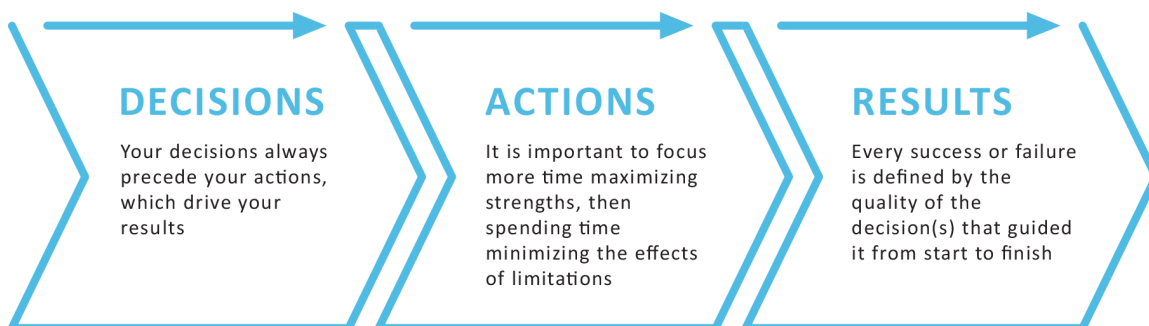 DECISIONS
Your decisions always
precede your actions,
which drive your
results
ACTIONS
It is important to focus
more time maximizing
strengths, then
spending time
minimizing the effects
of limitations
RESULTS
Every success or failure
is defined by the
quality of the
decision(s) that guided
it from start to finish